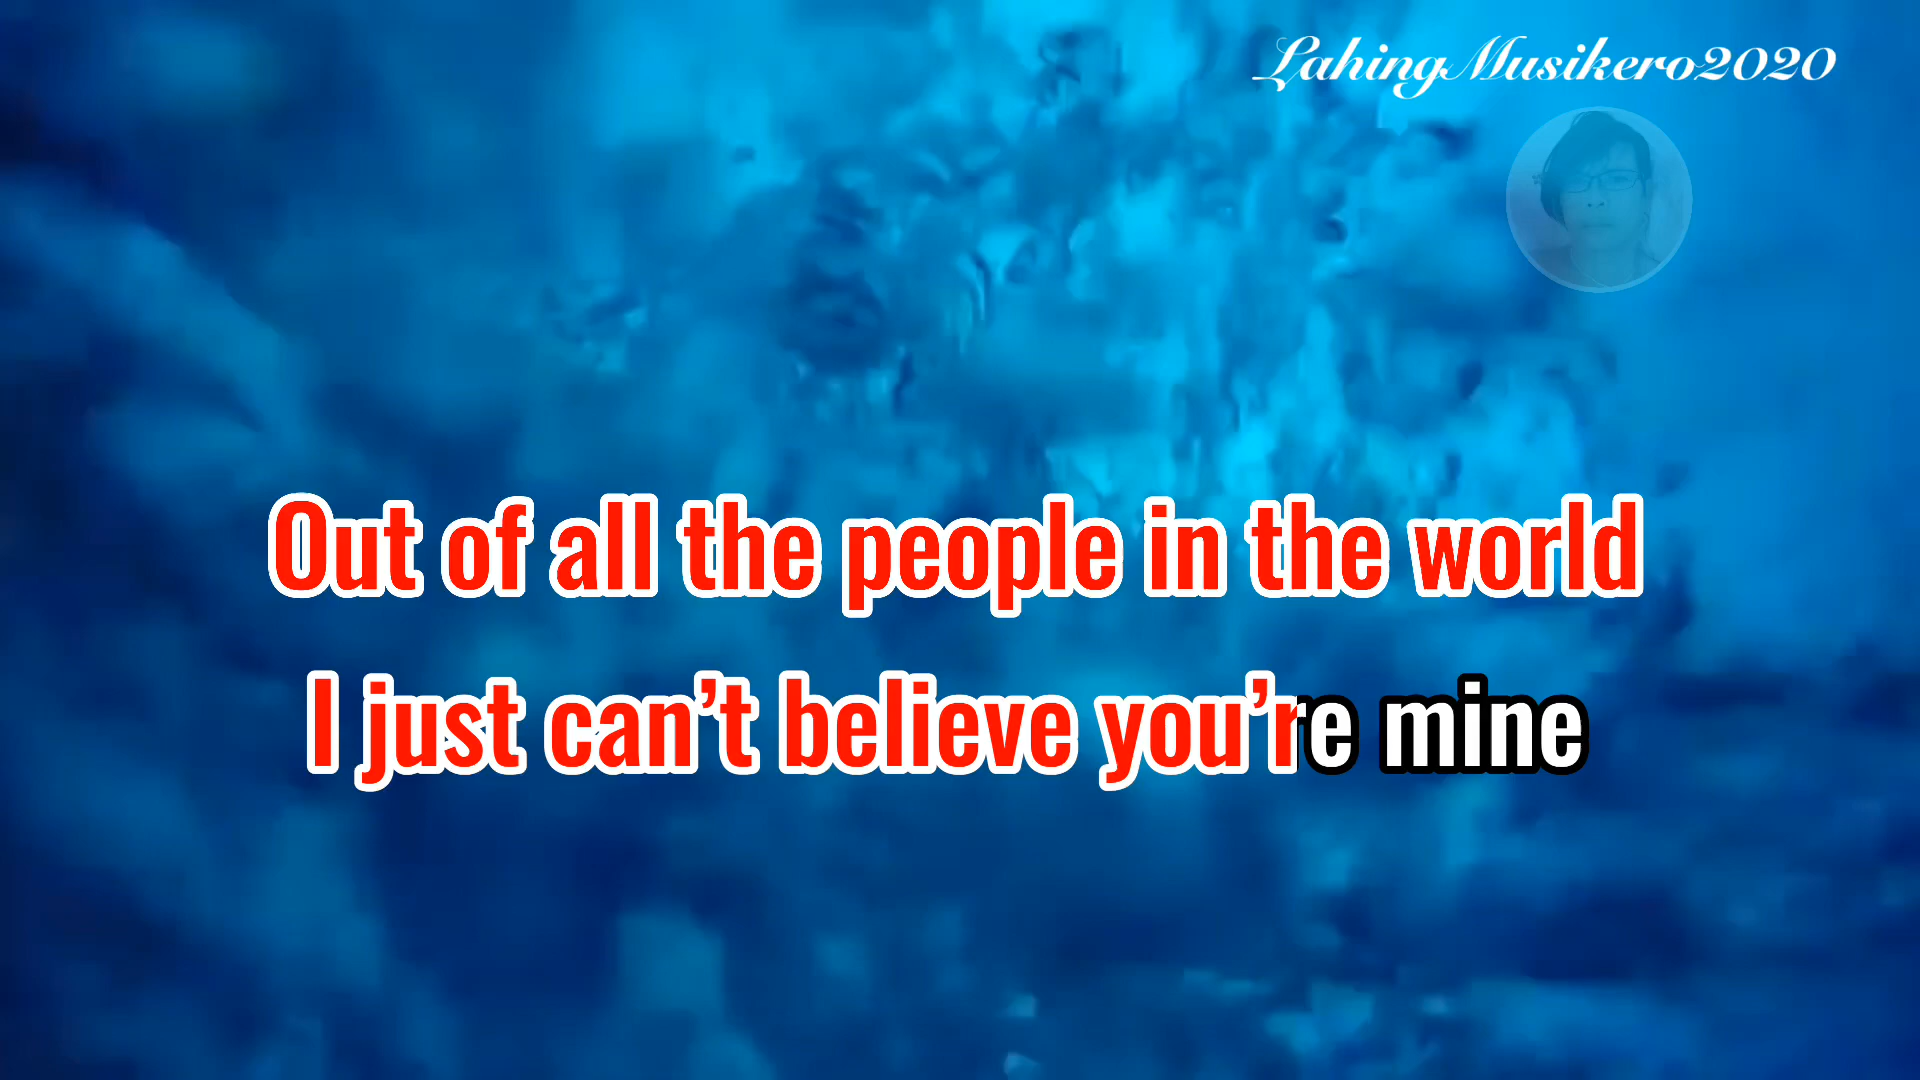 LahingMusikero2020
Out of all the people in the world
I just can’t believe you’re mine